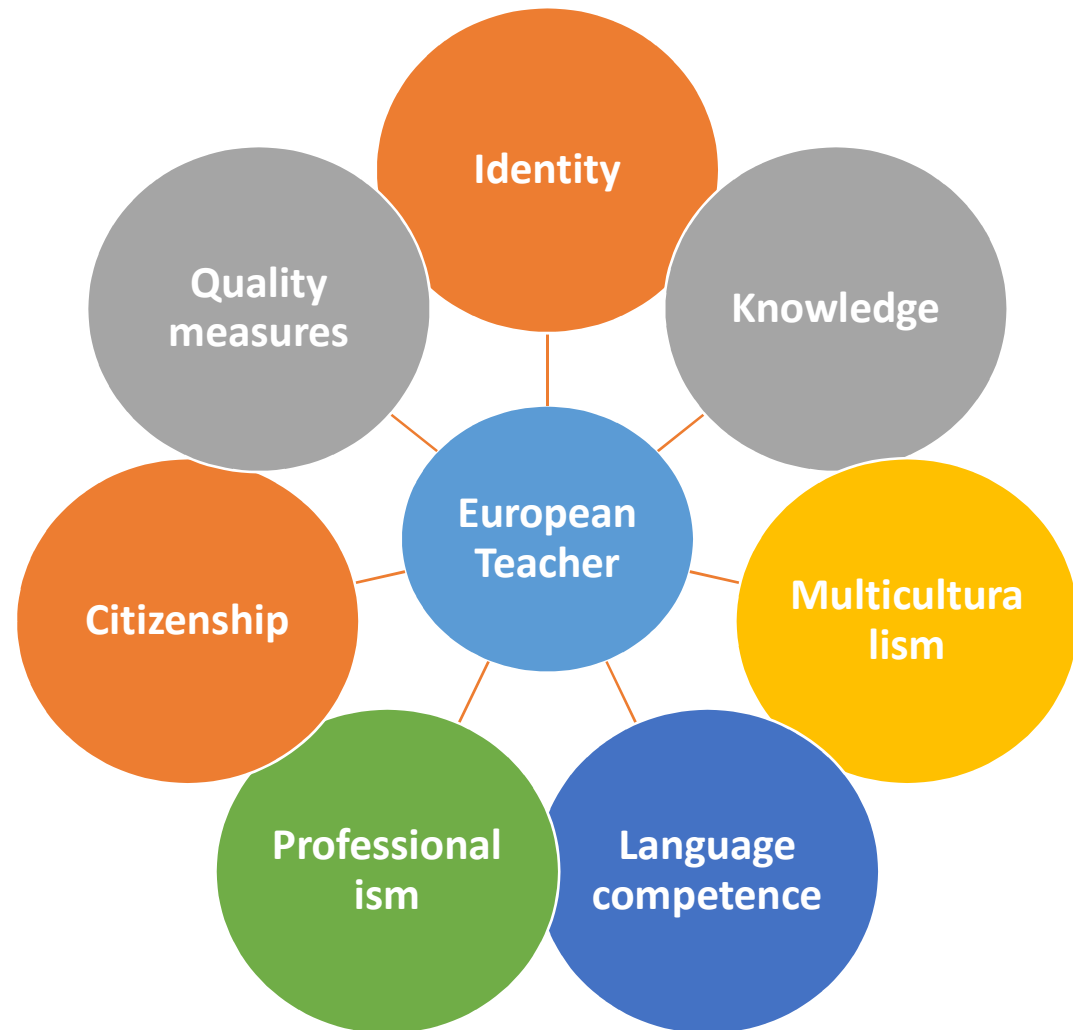 Identity
Quality
measures
Knowledge
European
Teacher
Citizenship
Multicultura
lism
Professional
ism
Language
competence